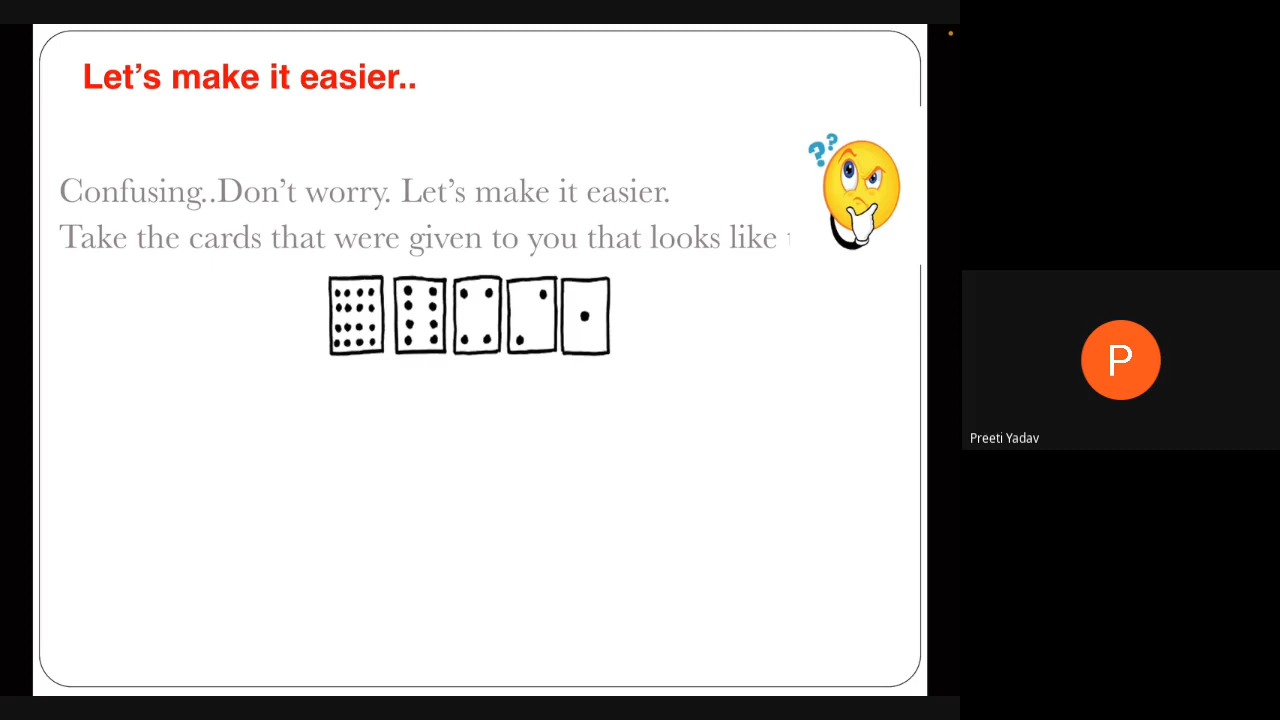 Let’s make it easier..
??
Confusing..Don’t worry. Let’s make it easier.
Take the cards that were given to you that looks like
P
Preeti Yadav